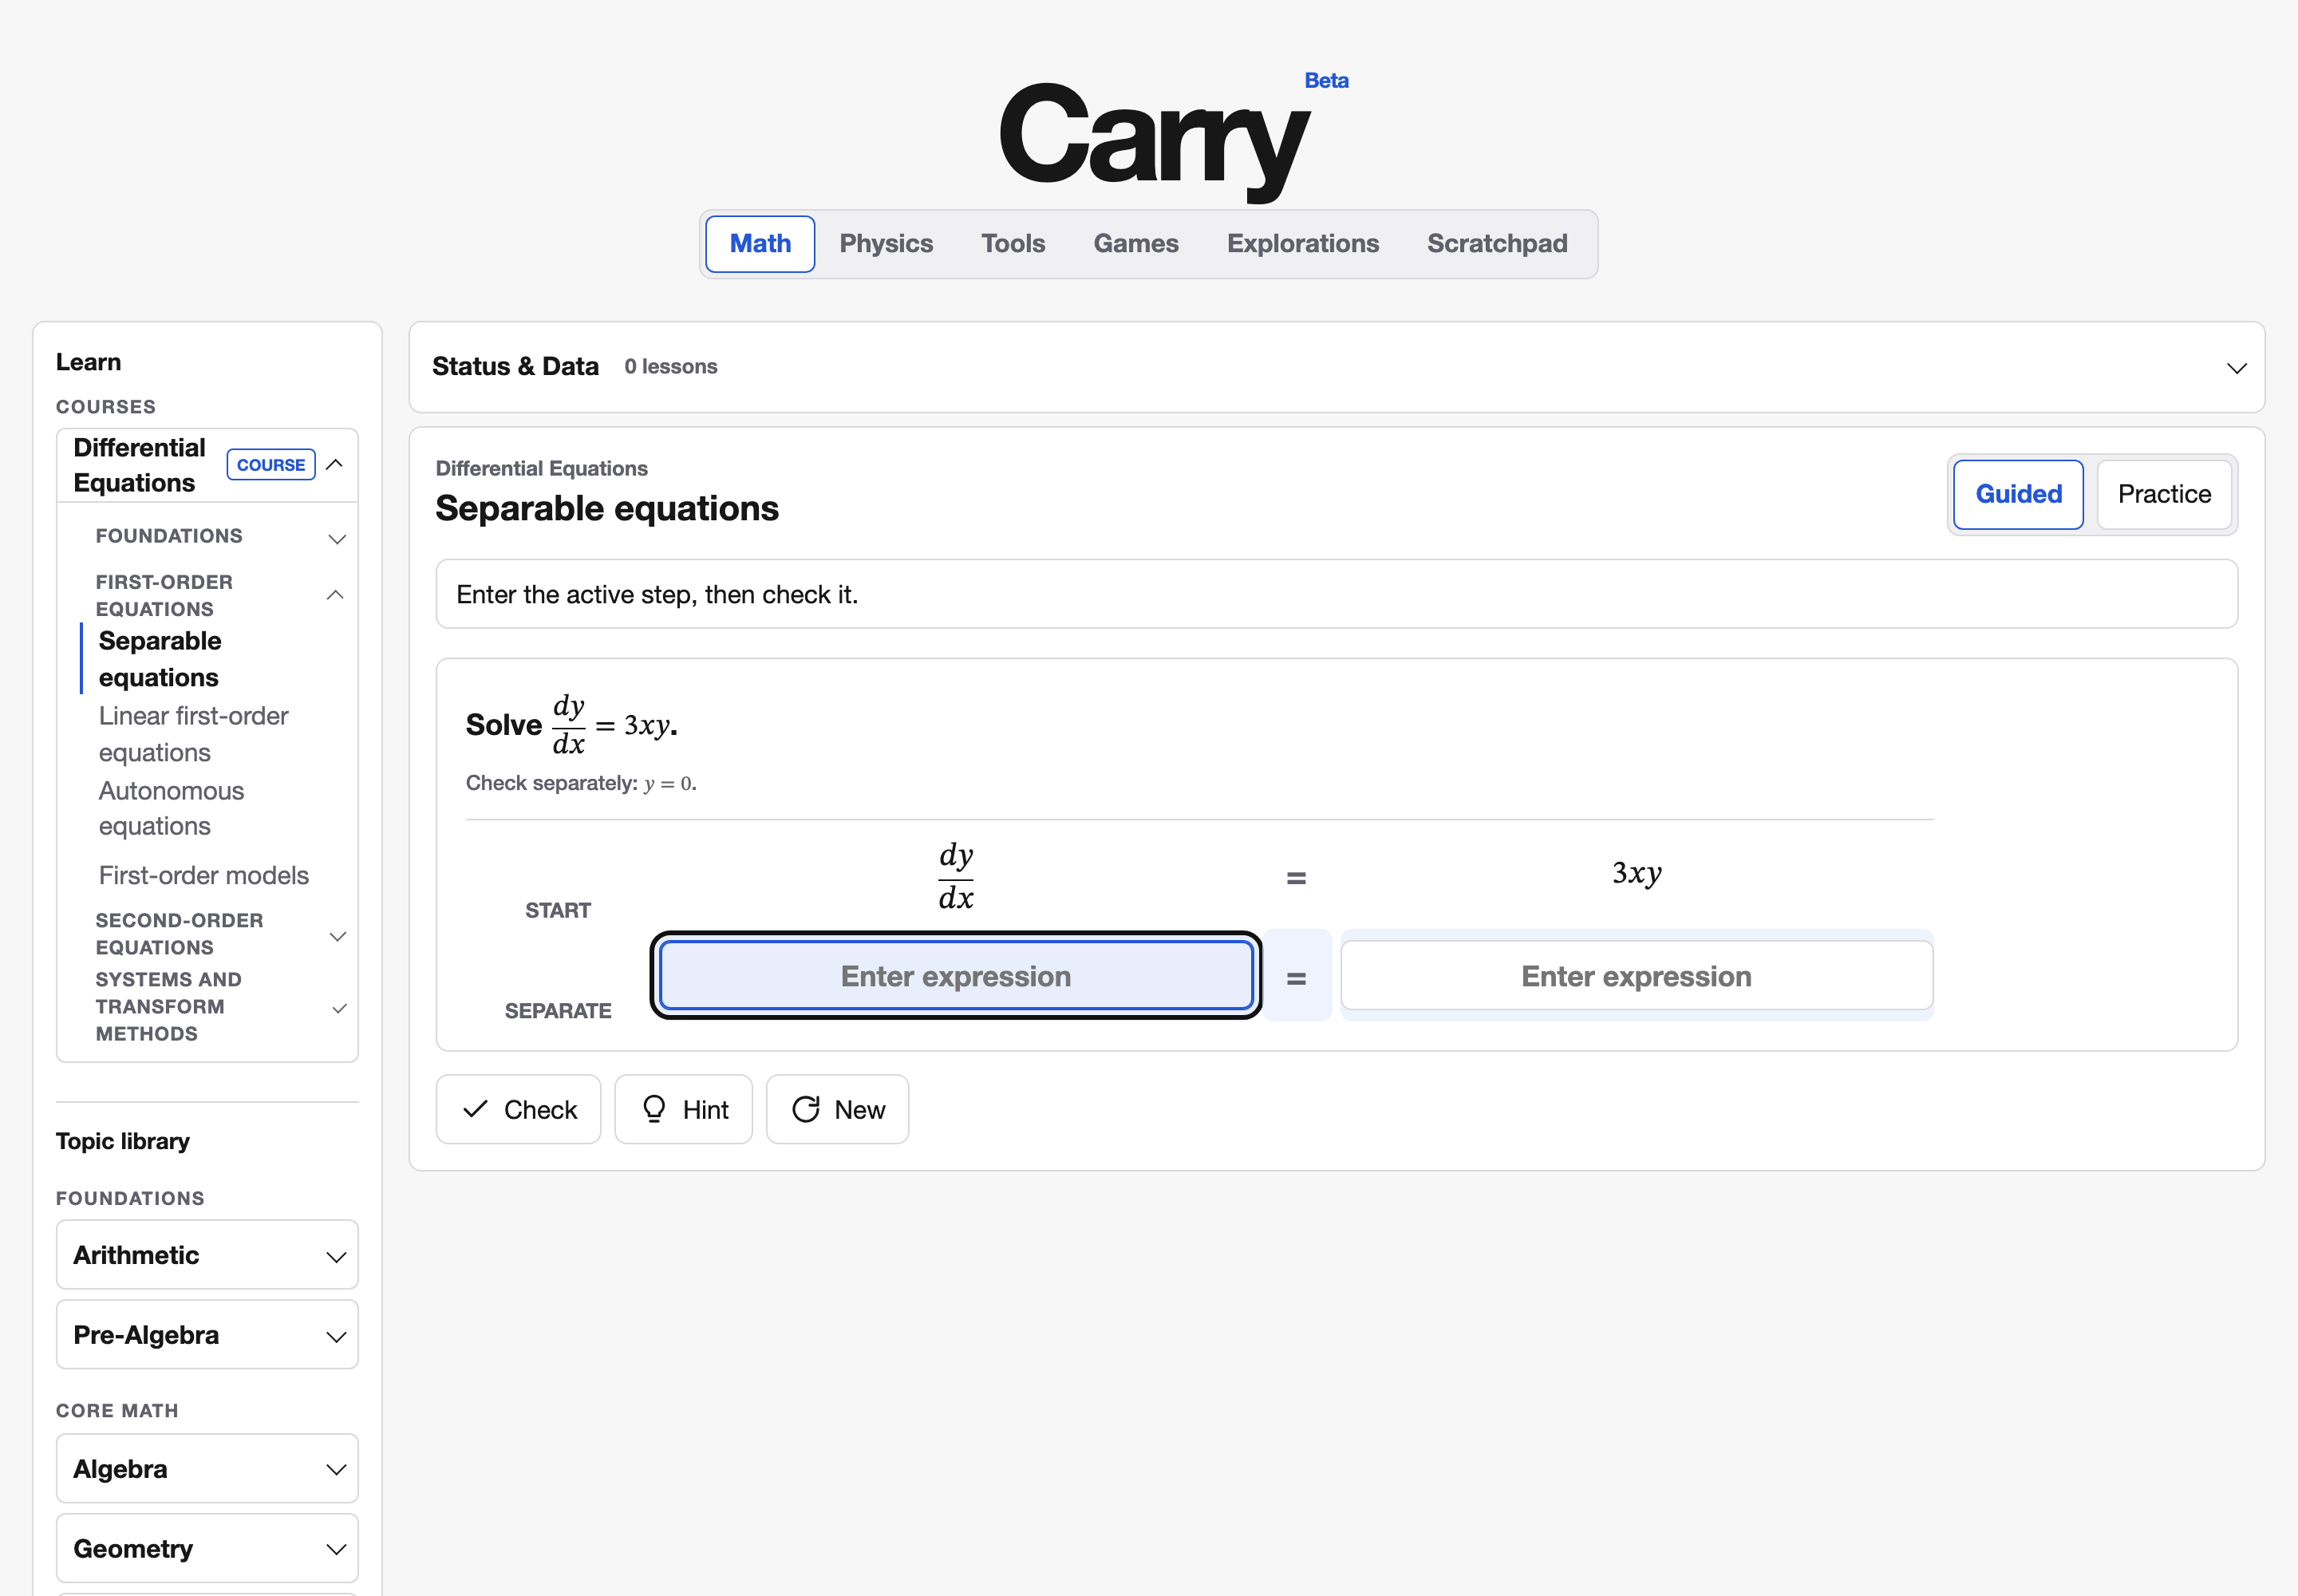 Carry Beta
Math Physics Tools Games Explorations Scratchpad
Learn
COURSES
Differential
Equations
COURSE
FOUNDATIONS
FIRST-ORDER
EQUATIONS
Separable
equations
Linear first-order
equations
Autonomous
equations
First-order models
SECOND-ORDER
EQUATIONS
SYSTEMS AND
TRANSFORM
METHODS
Topic library
FOUNDATIONS
Arithmetic
Pre-Algebra
CORE MATH
Algebra
Geometry
Status & Data 0 lessons
Differential Equations
Separable equations
Guided Practice
Enter the active step, then check it.
Solve dy/dx = 3xy.
Check separately: y = 0.
START dy/dx = 3xy
SEPARATE Enter expression = Enter expression
Check Hint New